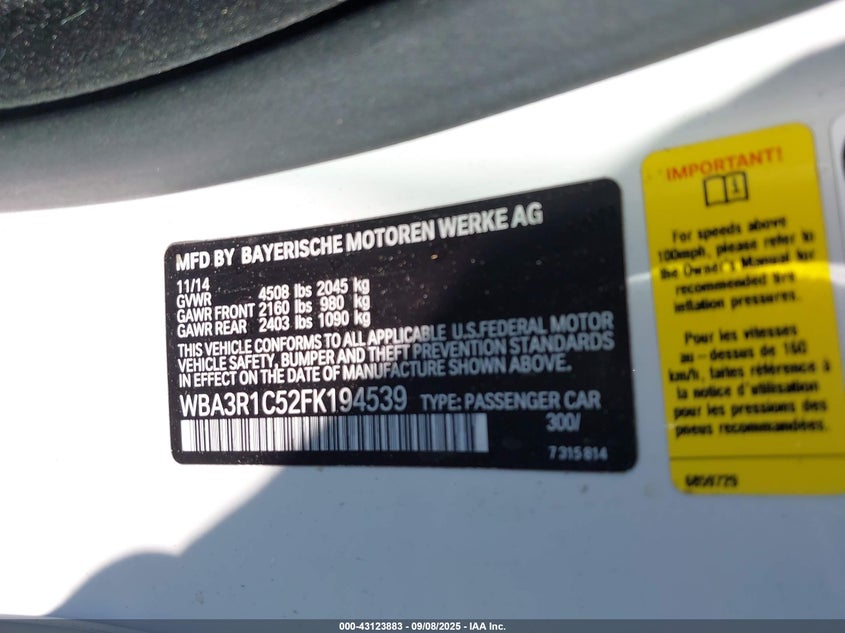 MFD BY BAYERISCHE MOTOREN WERKE AG
11/14
GVWR 4508 lbs 2045 kg
GAWR FRONT 2160 lbs 980 kg
GAWR REAR 2403 lbs 1090 kg
THIS VEHICLE CONFORMS TO ALL APPLICABLE U.S.FEDERAL MOTOR
VEHICLE SAFETY, BUMPER AND THEFT PREVENTION STANDARDS
IN EFFECT ON THE DATE OF MANUFACTURE SHOWN ABOVE.
WBA3R1C52FK194539 TYPE: PASSENGER CAR
300/
7315814
IMPORTANT!
For speeds above
100mph, please refer to
the Owner's Manual for
recommended tire
inflation pressures.
Pour les vitesses
au-dessus de 160
km/h, faites référence à
la notice d'utilisation
pour les pressions des
pneus recommandées.
000-43123883 - 09/08/2025 - IAA Inc.